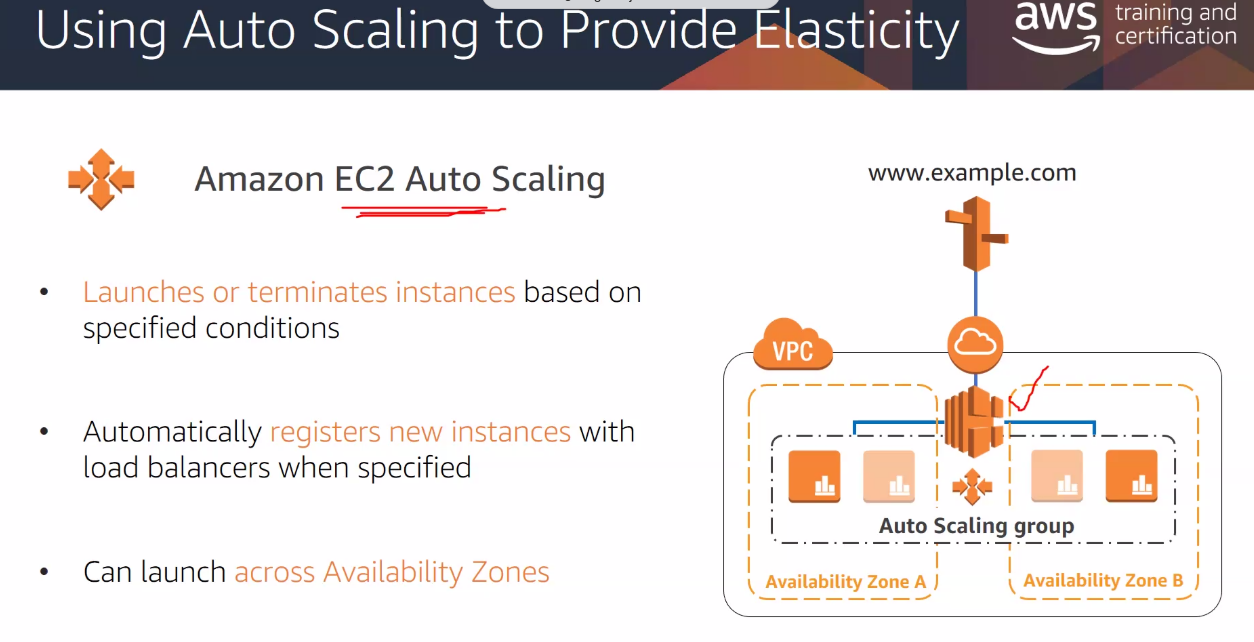 Using Auto Scaling to Provide Elasticity
aws
training and
certification
Amazon EC2 Auto Scaling
• Launches or terminates instances based on
specified conditions
• Automatically registers new instances with
load balancers when specified
• Can launch across Availability Zones
www.example.com
VPC
Auto Scaling group
Availability Zone A
Availability Zone B